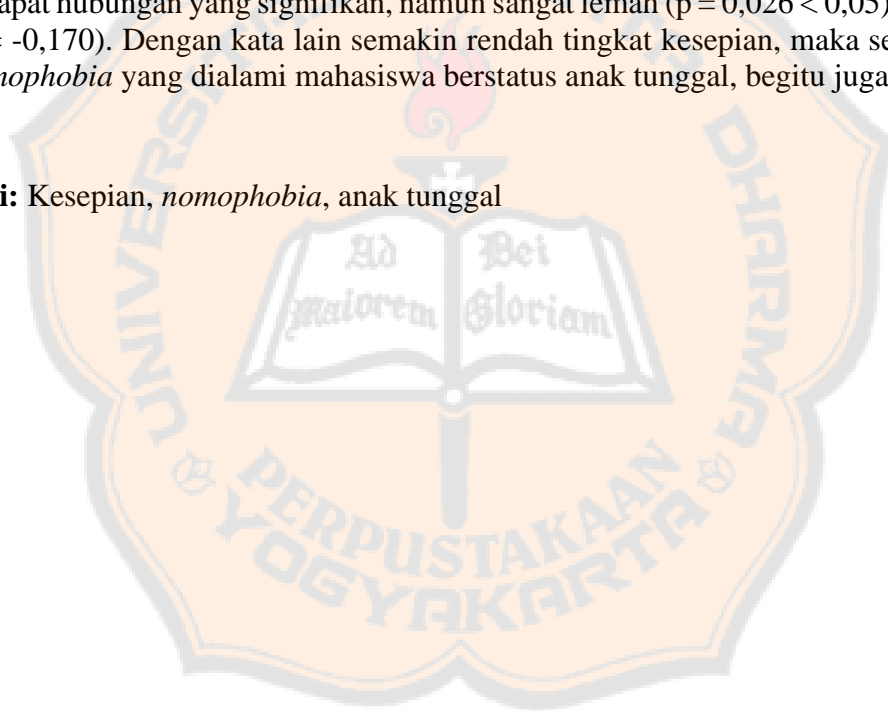 apat hubungan yang signifikan, namun sangat lemah (p = 0,026 < 0,05)
= -0,170). Dengan kata lain semakin rendah tingkat kesepian, maka se
mophobia yang dialami mahasiswa berstatus anak tunggal, begitu juga
i: Kesepian, nomophobia, anak tunggal
Ad Dei
maiorem Gloriam
DHARMA
PERPUSTAKAAN
YOGYAKARTA